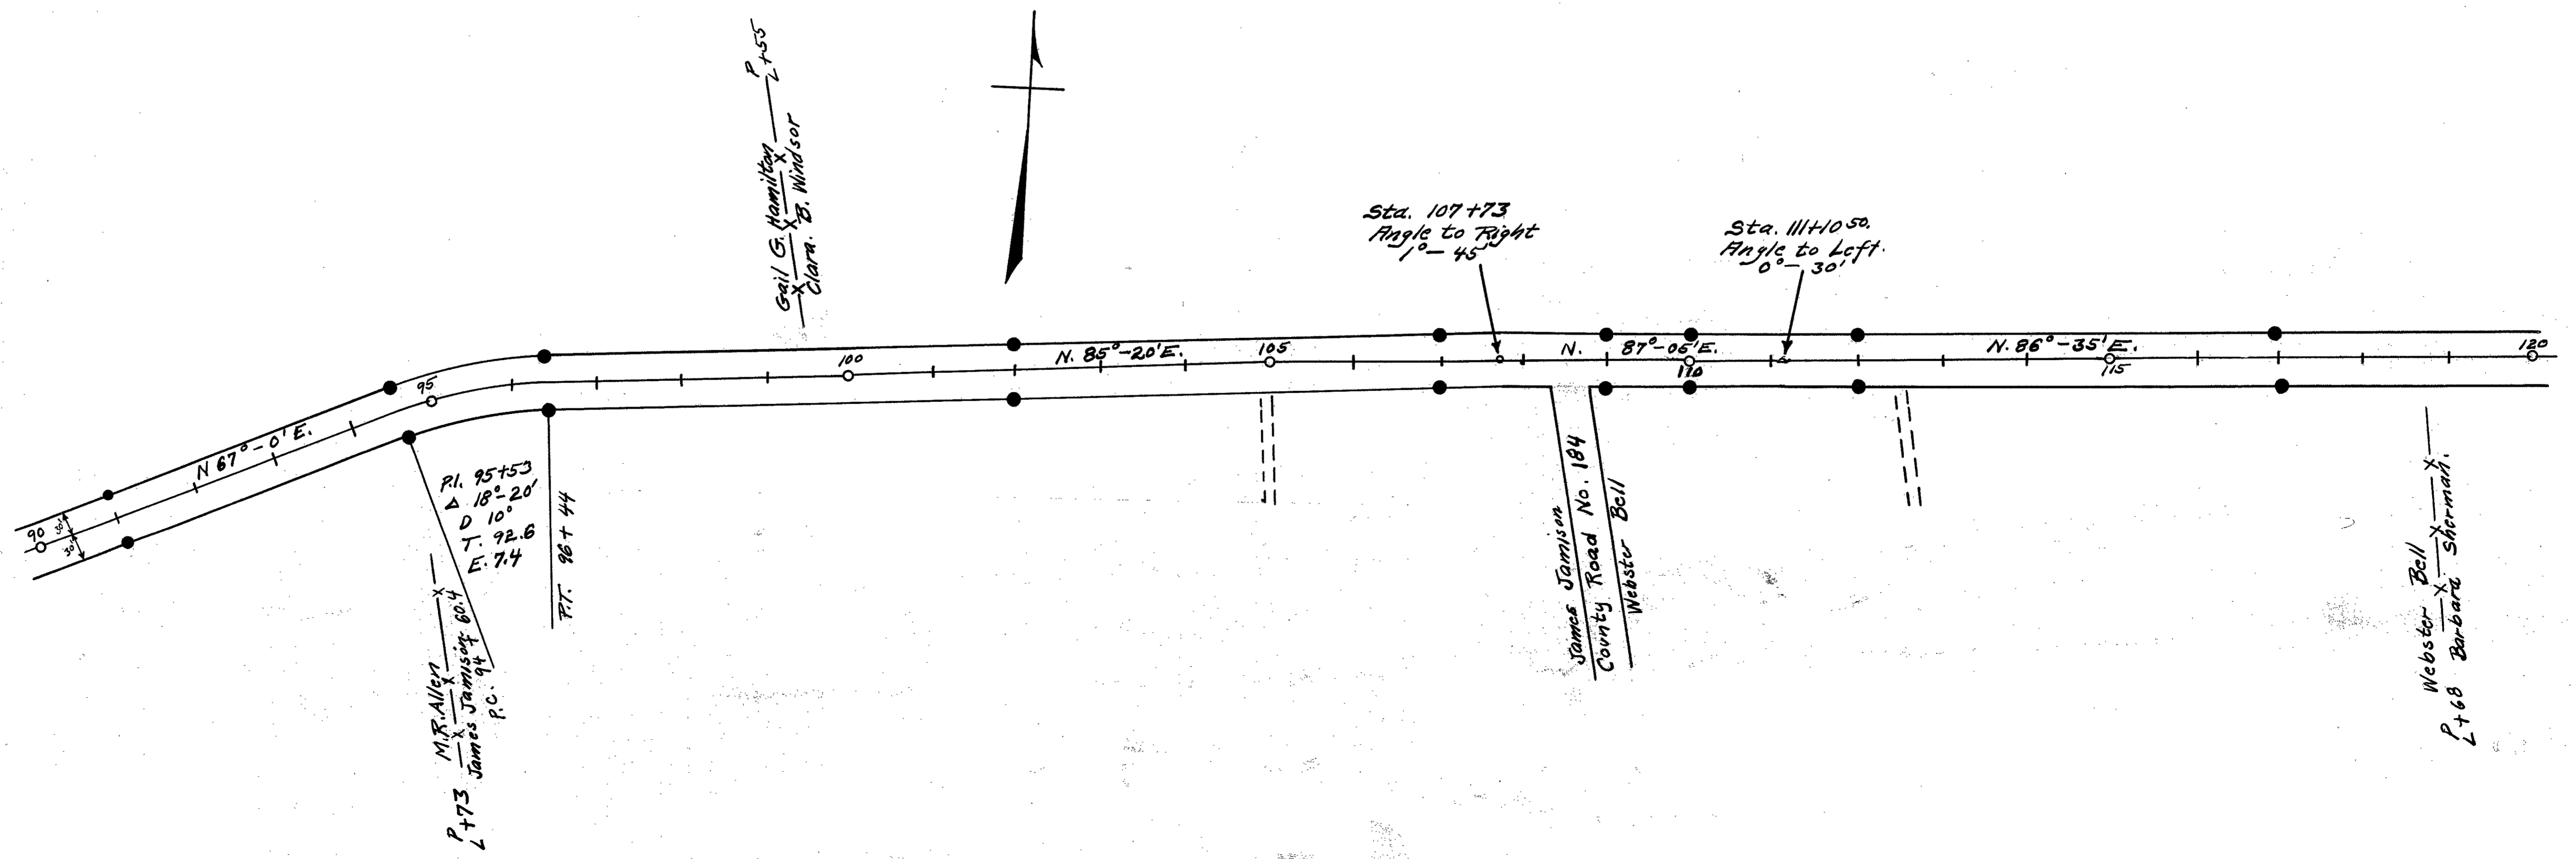 P L +55
Gail G. Hamilton
Clara. B. Windsor
Sta. 107+73
Angle to Right
1°-45'
Sta. 111+10 50.
Angle to Left.
0°-30'
90
30'
30'
N 67°-0' E.
95
100
N. 85°-20' E.
105
N. 87°-05' E.
110
N. 86°-35' E.
115
120
P.I. 95+53
Δ 18°-20'
D 10°
T. 92.6
E. 7.4
P.T. 96+44
P.C. 94+60.4
M.R. Allen
P L +73 James Jamison
James Jamison
County Road No. 184
Webster Bell
Webster Bell
P L +68 Barbara Sherman.